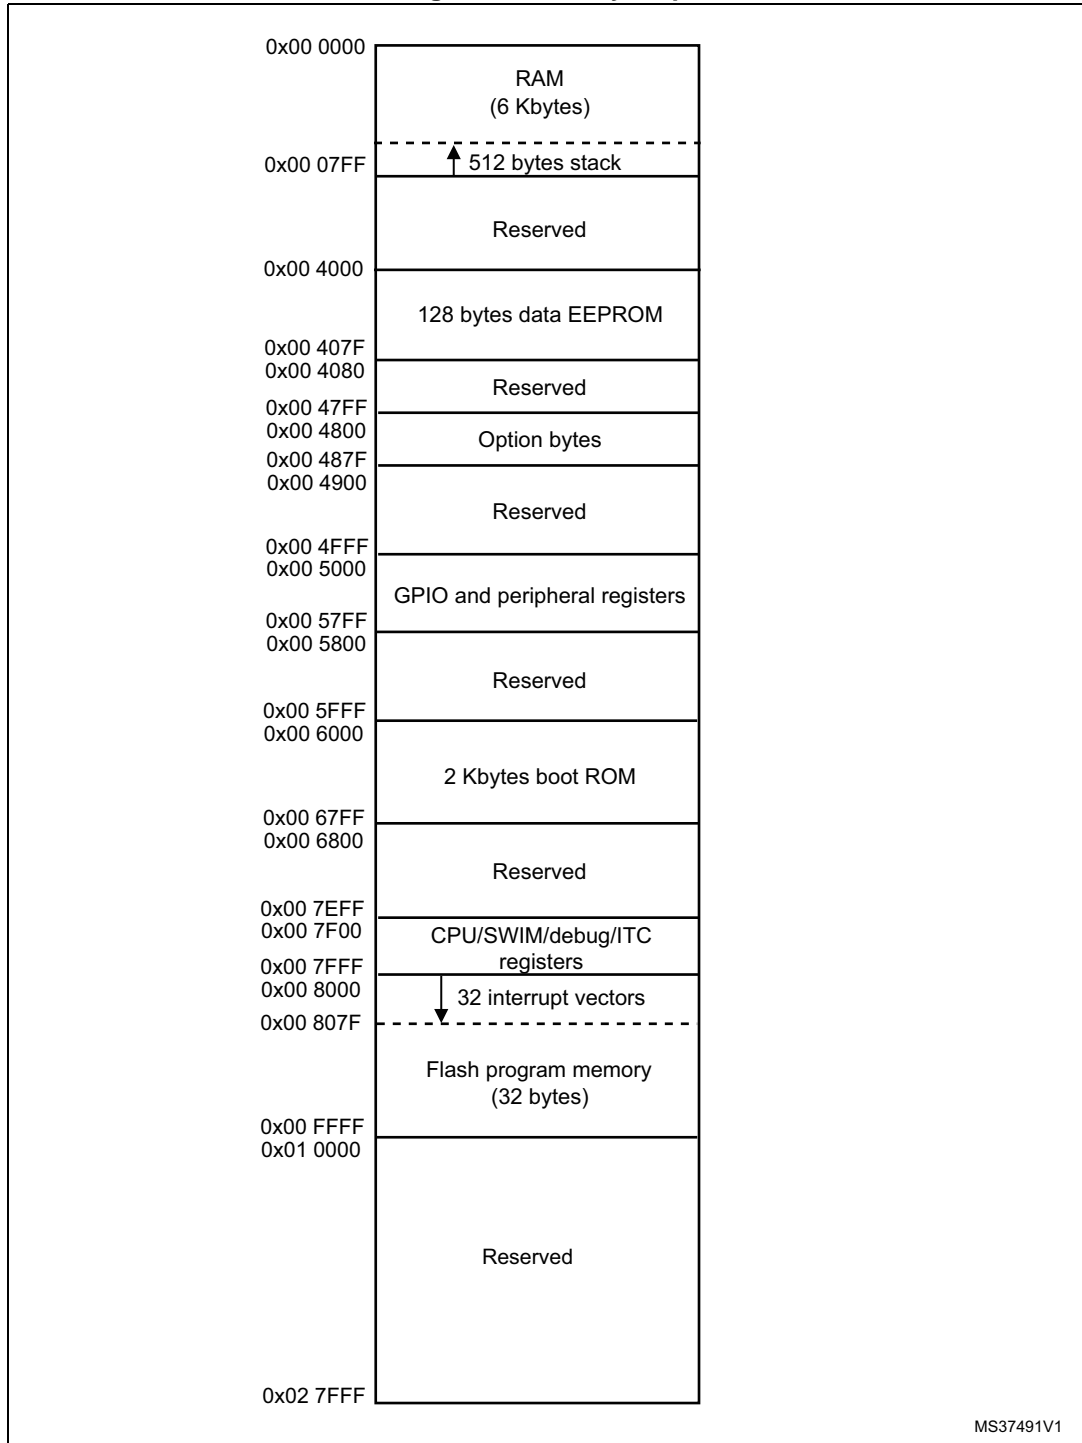 0x00 0000
RAM
(6 Kbytes)
0x00 07FF
512 bytes stack
Reserved
0x00 4000
128 bytes data EEPROM
0x00 407F
0x00 4080
Reserved
0x00 47FF
0x00 4800
Option bytes
0x00 487F
0x00 4900
Reserved
0x00 4FFF
0x00 5000
GPIO and peripheral registers
0x00 57FF
0x00 5800
Reserved
0x00 5FFF
0x00 6000
2 Kbytes boot ROM
0x00 67FF
0x00 6800
Reserved
0x00 7EFF
0x00 7F00
CPU/SWIM/debug/ITC
registers
0x00 7FFF
0x00 8000
32 interrupt vectors
0x00 807F
Flash program memory
(32 bytes)
0x00 FFFF
0x01 0000
Reserved
0x02 7FFF
MS37491V1